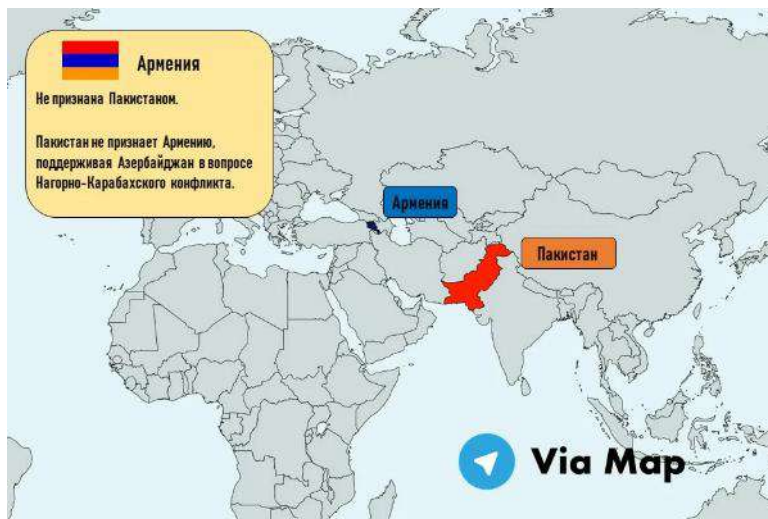 Армения
Не признана Пакистаном.
Пакистан не признает Армению,
поддерживая Азербайджан в вопросе
Нагорно-Карабахского конфликта.
Армения
Пакистан
Via Map